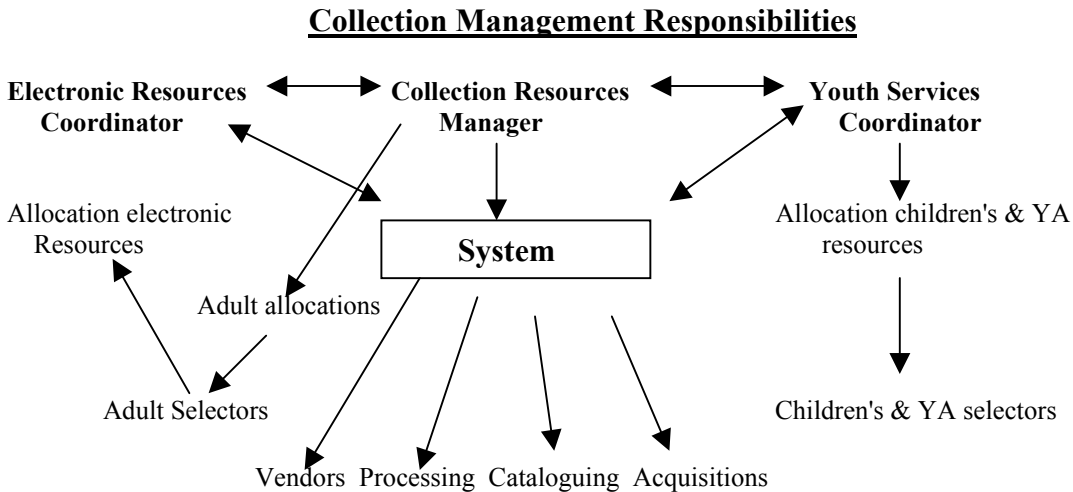 Collection Management Responsibilities
Electronic Resources
Coordinator
Collection Resources
Manager
Youth Services
Coordinator
Allocation electronic
Resources
Allocation children's & YA
resources
System
Adult allocations
Adult Selectors
Children's & YA selectors
Vendors Processing Cataloguing Acquisitions